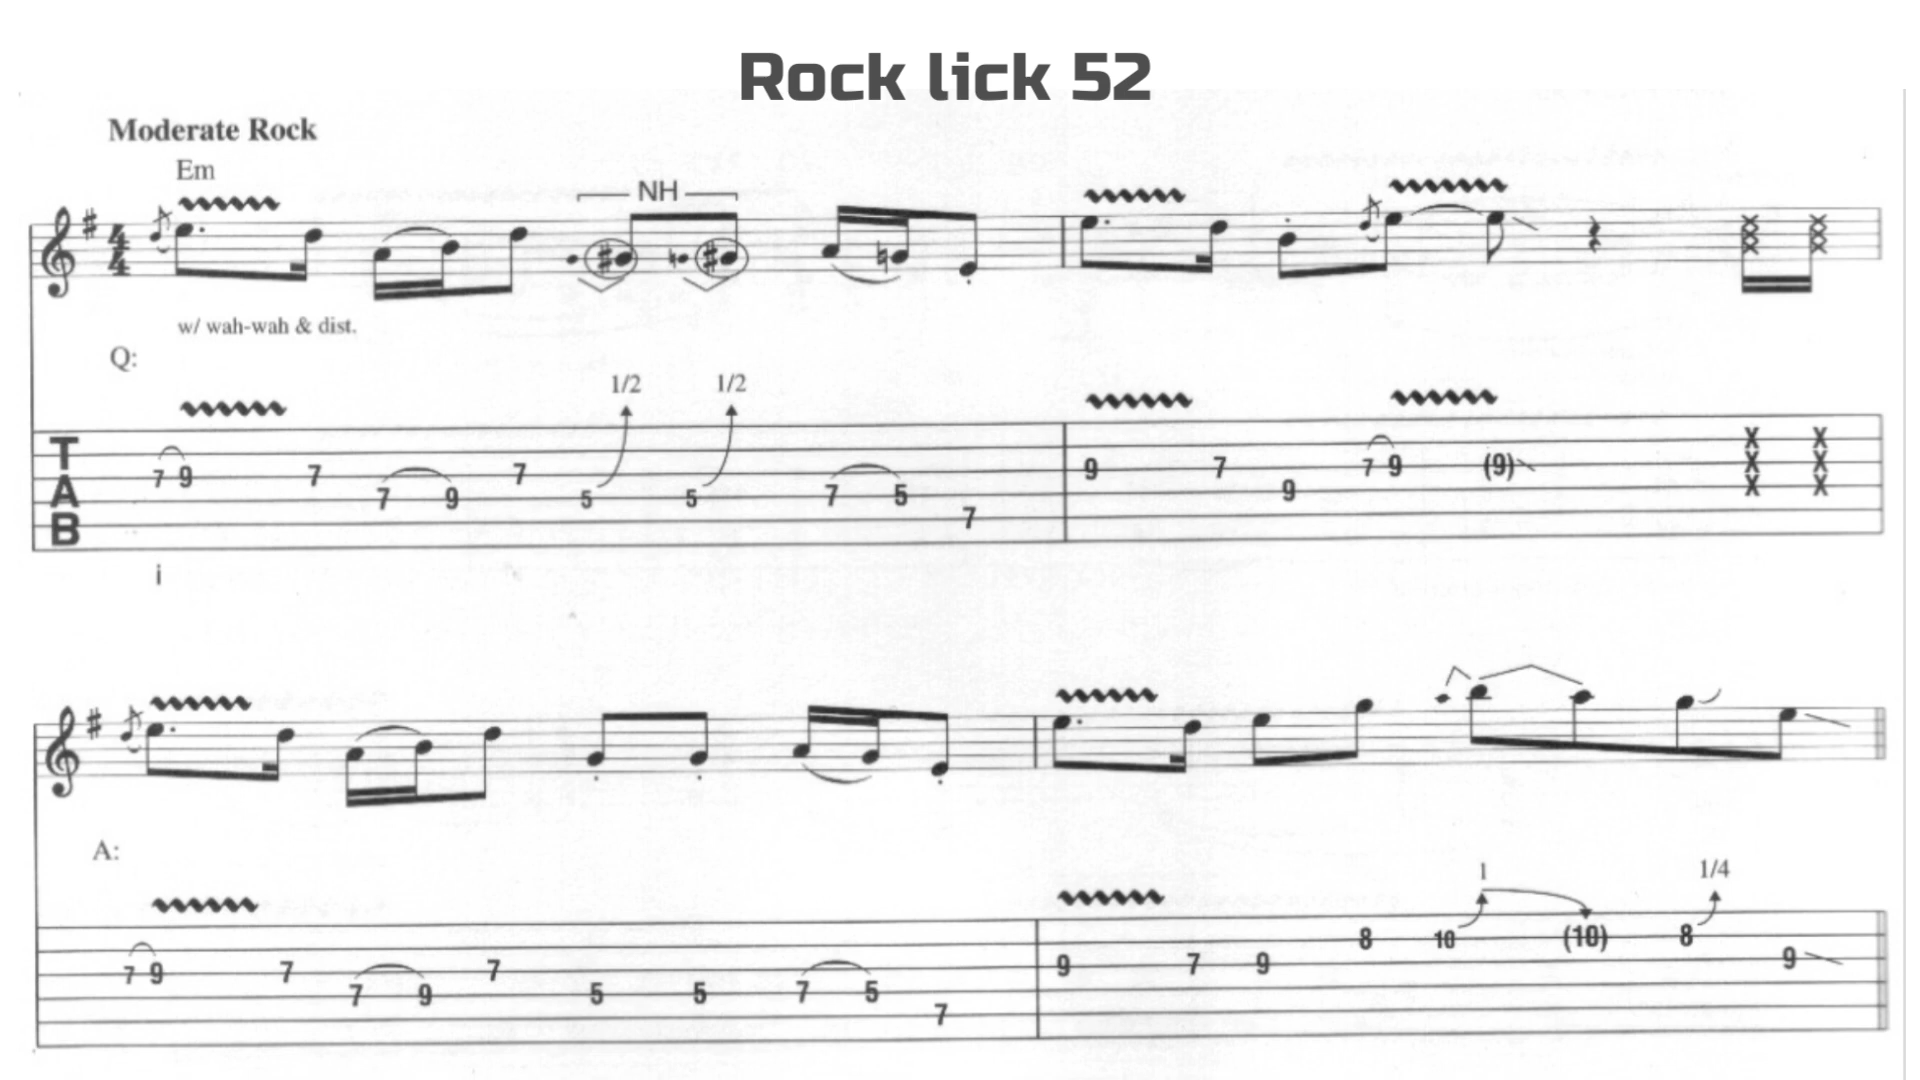 Rock lick 52
Moderate Rock
Em
NH
4
4
w/ wah-wah & dist.
Q:
1/2 1/2
T
A
B
7 9 7 7 9 7 5 5 7 5 7 9 7 9 7 9 (9) X X
X X
X X
i
A:
1 1/4
7 9 7 7 9 7 5 5 7 5 7 9 7 9 8 10 (10) 8 9